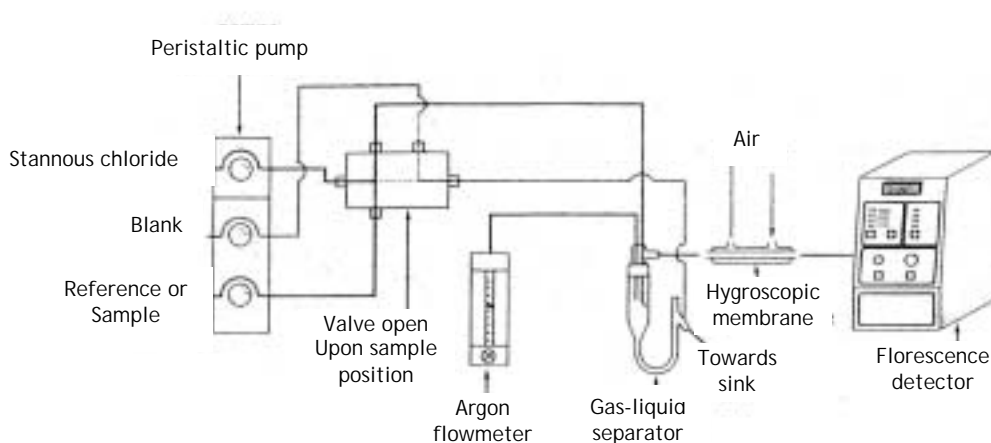 Peristaltic pump
Stannous chloride
Blank
Reference or
Sample
Valve open
Upon sample
position
Argon
flowmeter
Gas-liquid
separator
Towards
sink
Air
Hygroscopic
membrane
Florescence
detector